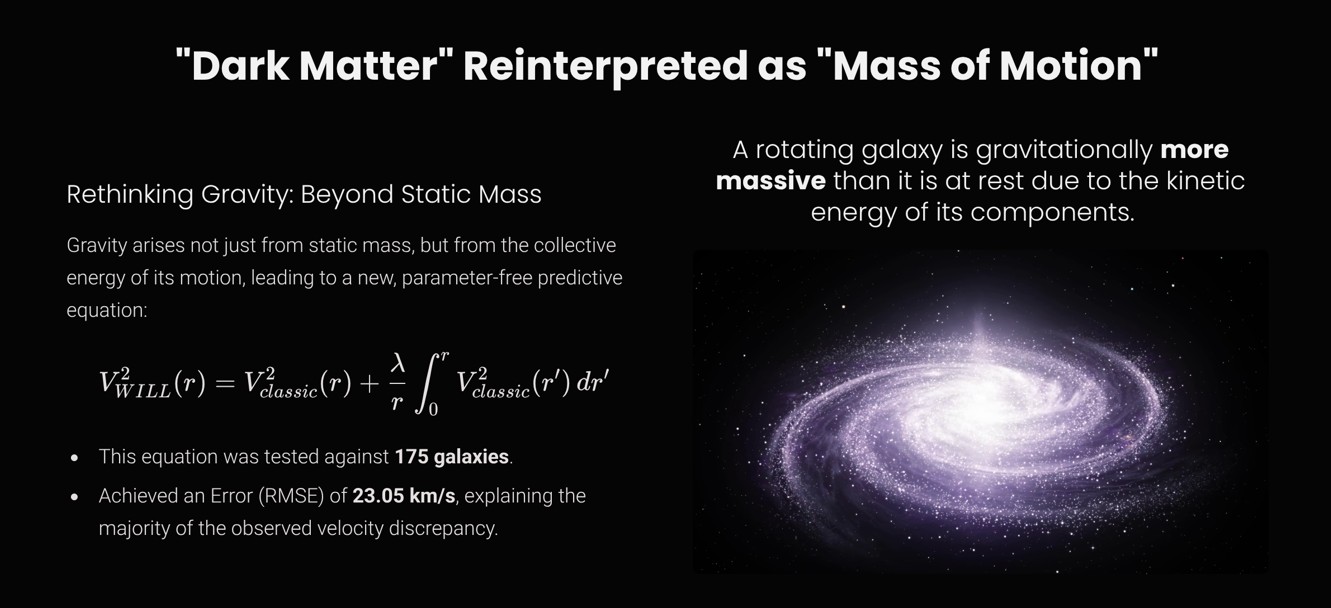 "Dark Matter" Reinterpreted as "Mass of Motion"
Rethinking Gravity: Beyond Static Mass
Gravity arises not just from static mass, but from the collective
energy of its motion, leading to a new, parameter-free predictive
equation:
$V_{WILL}^2(r) = V_{classic}^2(r) + \frac{\lambda}{r} \int_0^r V_{classic}^2(r') \, dr'$
• This equation was tested against 175 galaxies.
• Achieved an Error (RMSE) of 23.05 km/s, explaining the
majority of the observed velocity discrepancy.
A rotating galaxy is gravitationally more
massive than it is at rest due to the kinetic
energy of its components.